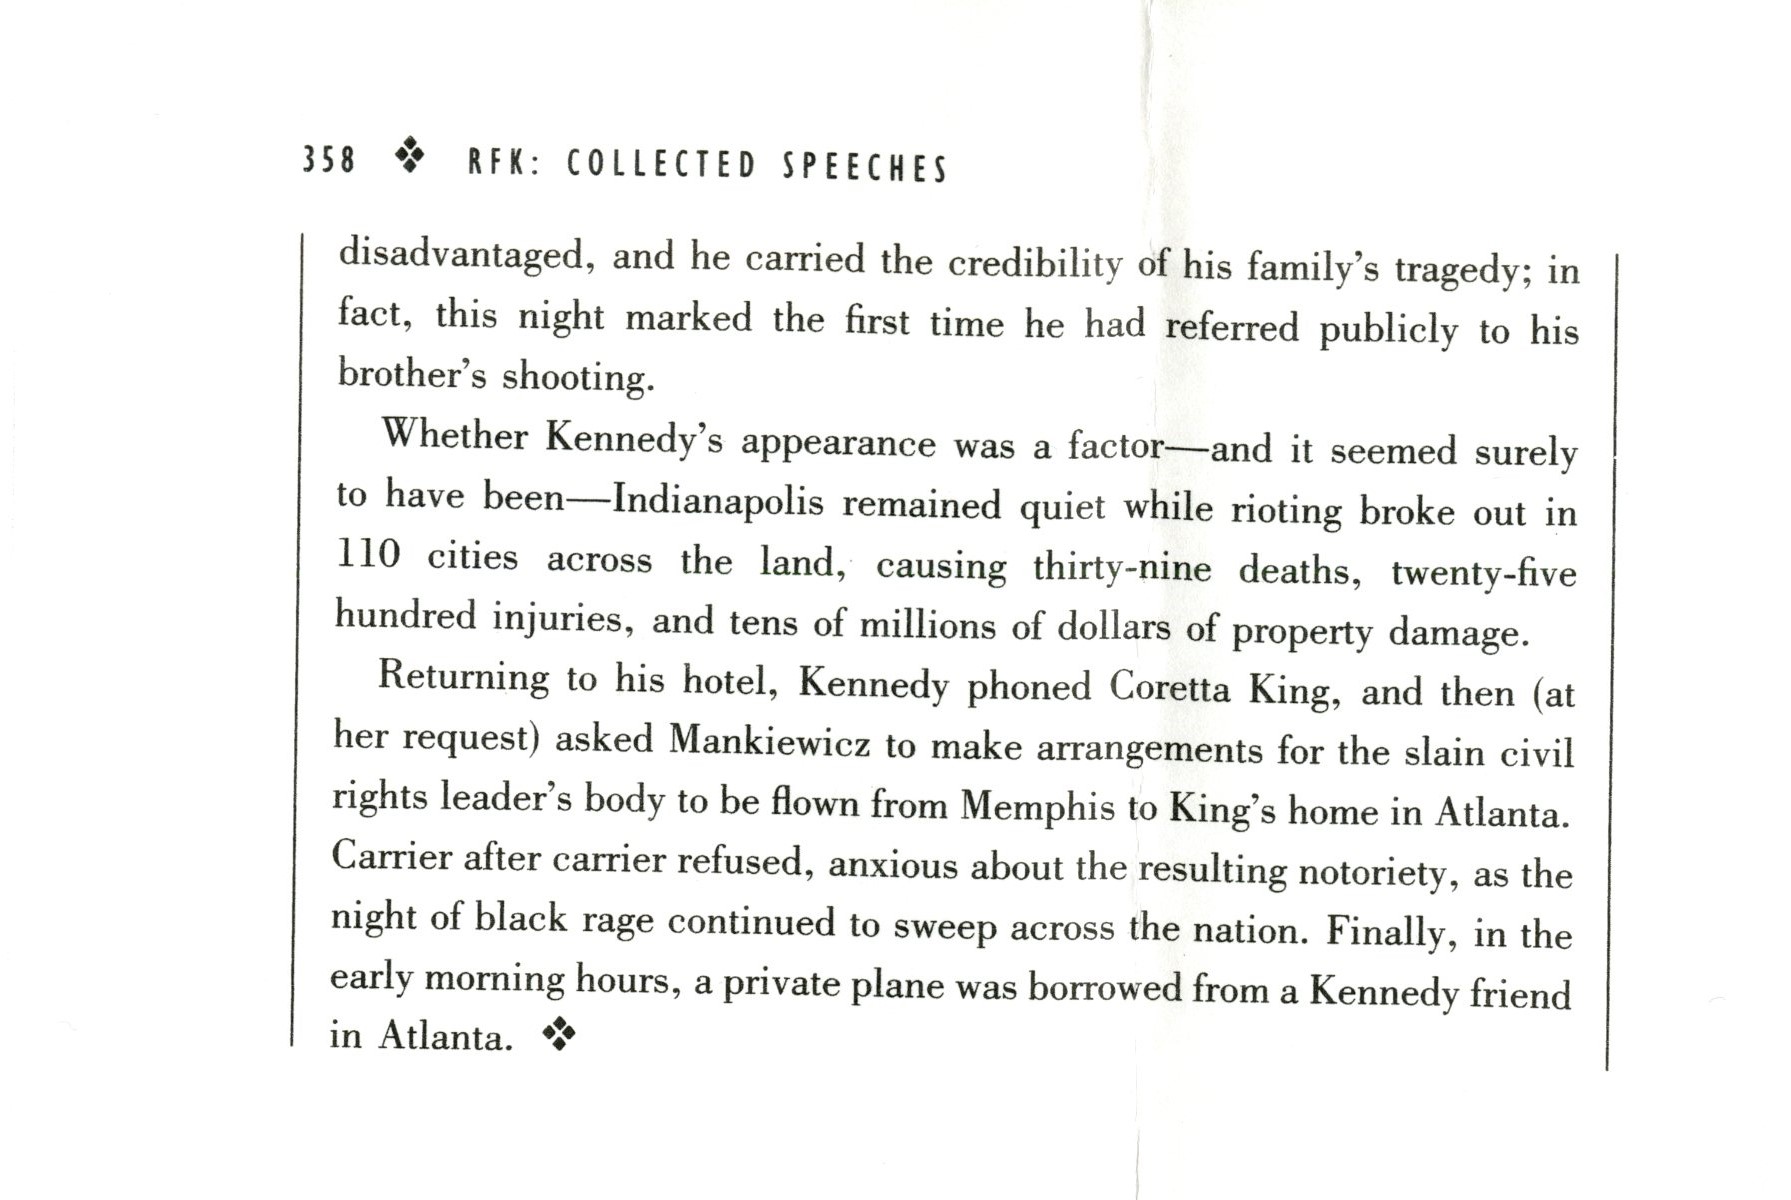 358 ❖ RFK: COLLECTED SPEECHES
disadvantaged, and he carried the credibility of his family's tragedy; in
fact, this night marked the first time he had referred publicly to his
brother's shooting.
Whether Kennedy's appearance was a factor—and it seemed surely
to have been—Indianapolis remained quiet while rioting broke out in
110 cities across the land, causing thirty-nine deaths, twenty-five
hundred injuries, and tens of millions of dollars of property damage.
Returning to his hotel, Kennedy phoned Coretta King, and then (at
her request) asked Mankiewicz to make arrangements for the slain civil
rights leader's body to be flown from Memphis to King's home in Atlanta.
Carrier after carrier refused, anxious about the resulting notoriety, as the
night of black rage continued to sweep across the nation. Finally, in the
early morning hours, a private plane was borrowed from a Kennedy friend
in Atlanta. ❖